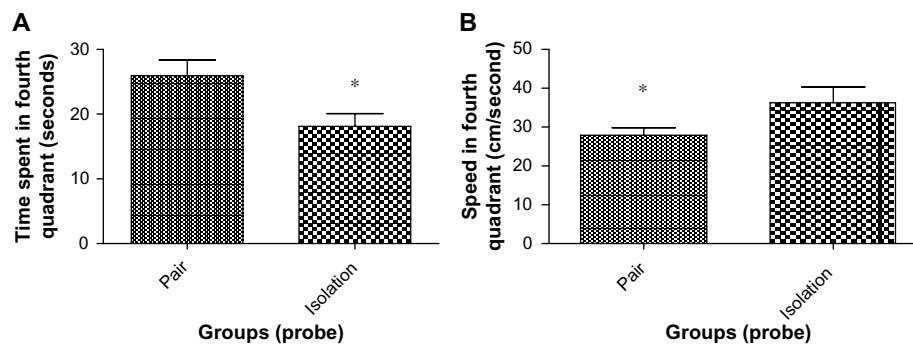 A
Time spent in fourth
quadrant (seconds)
30
20
10
0
*
Pair
Isolation
Groups (probe)
B
Speed in fourth
quadrant (cm/second)
50
40
30
20
10
0
*
Pair
Isolation
Groups (probe)